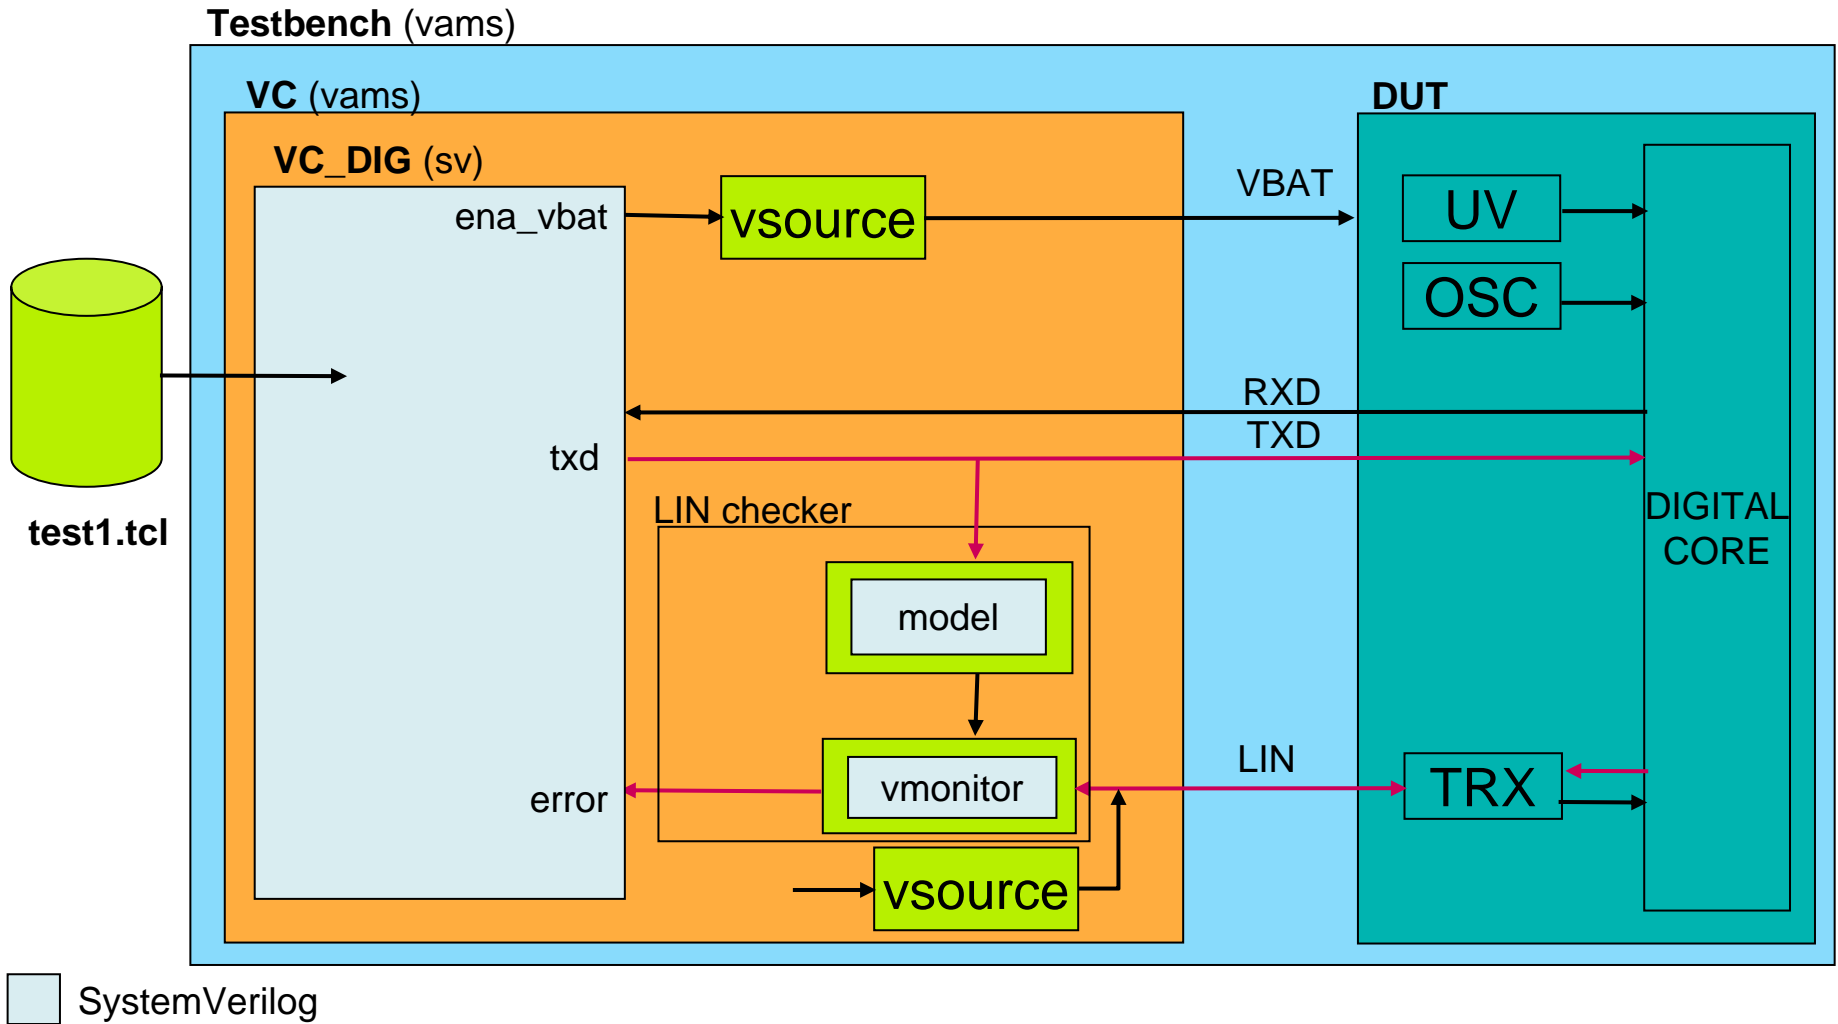 Testbench (vams)
VC (vams)
DUT
VC_DIG (sv)
ena_vbat
vsource
VBAT
UV
OSC
RXD
TXD
txd
LIN checker
test1.tcl
DIGITAL
CORE
model
LIN
vmonitor
TRX
error
vsource
SystemVerilog